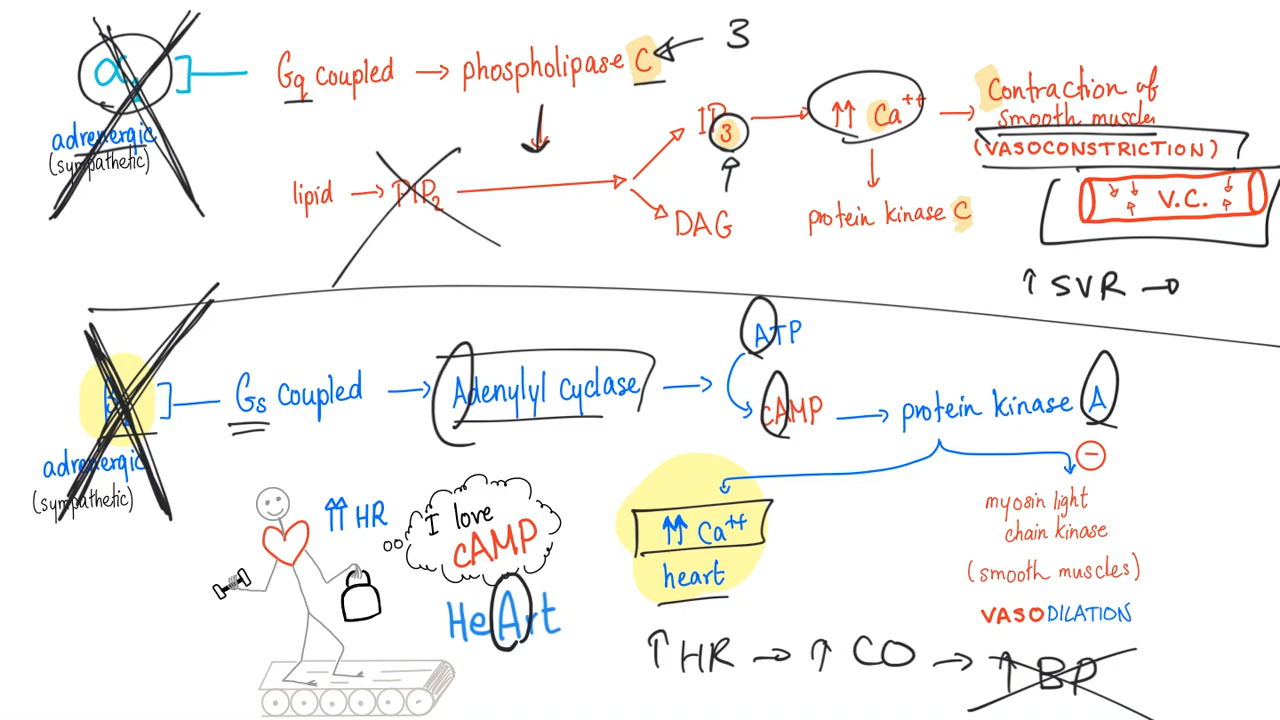 α1
adrenergic
(sympathetic)
Gq coupled → phospholipase C ← 3
lipid → PIP2
IP3
DAG
↑↑ Ca++
protein kinase C
Contraction of
smooth muscles
(VASOCONSTRICTION)
V.C.
↑ SVR →
adrenergic
(sympathetic)
Gs coupled → Adenylyl cyclase →
ATP
cAMP → protein kinase A
↑↑ HR
I love
cAMP
HeArt
↑↑ Ca++
heart
−
myosin light
chain kinase
(smooth muscles)
VASODILATION
↑ HR → ↑ CO → ↑ BP